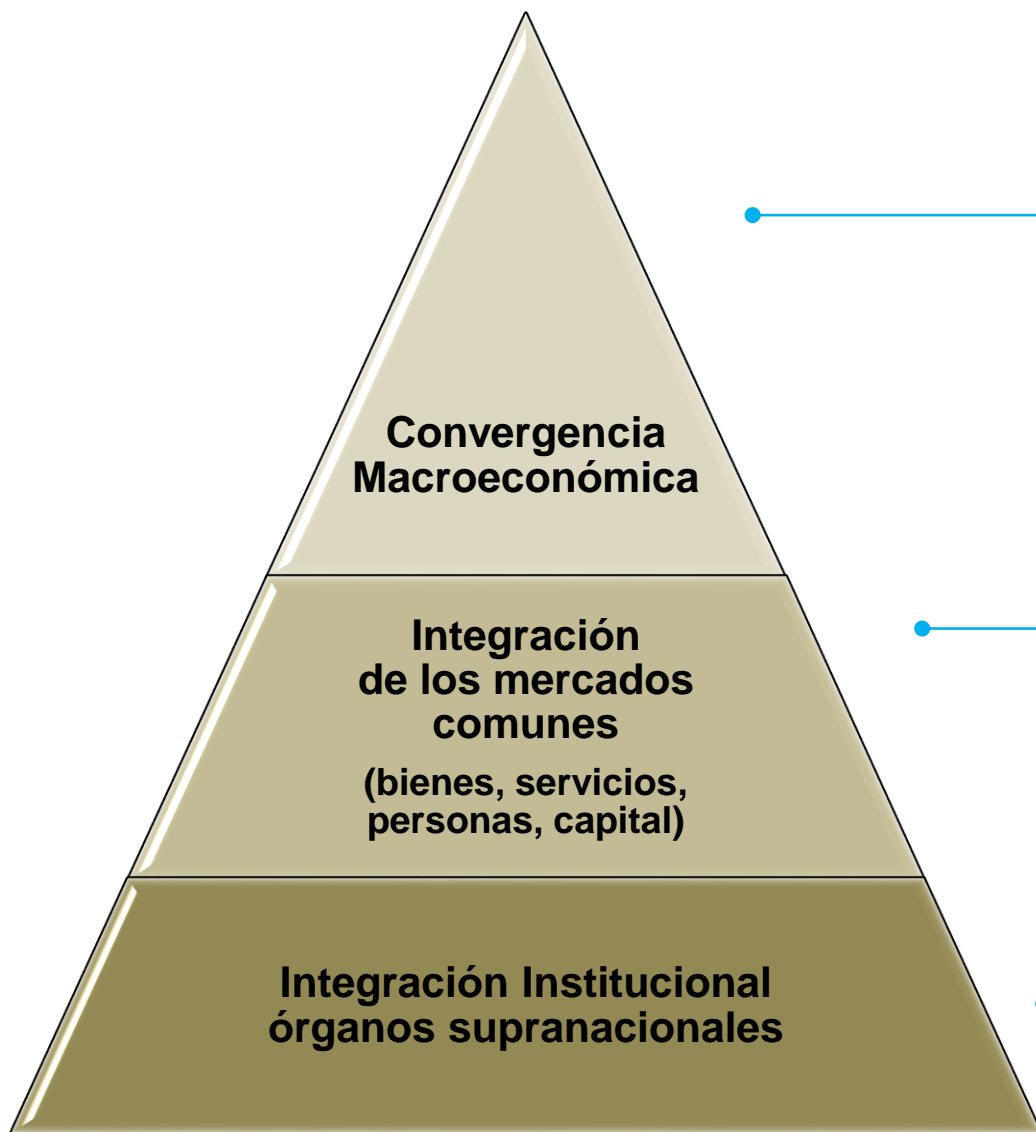 Convergencia
Macroeconómica
Integración
de los mercados
comunes
(bienes, servicios,
personas, capital)
Integración Institucional
órganos supranacionales